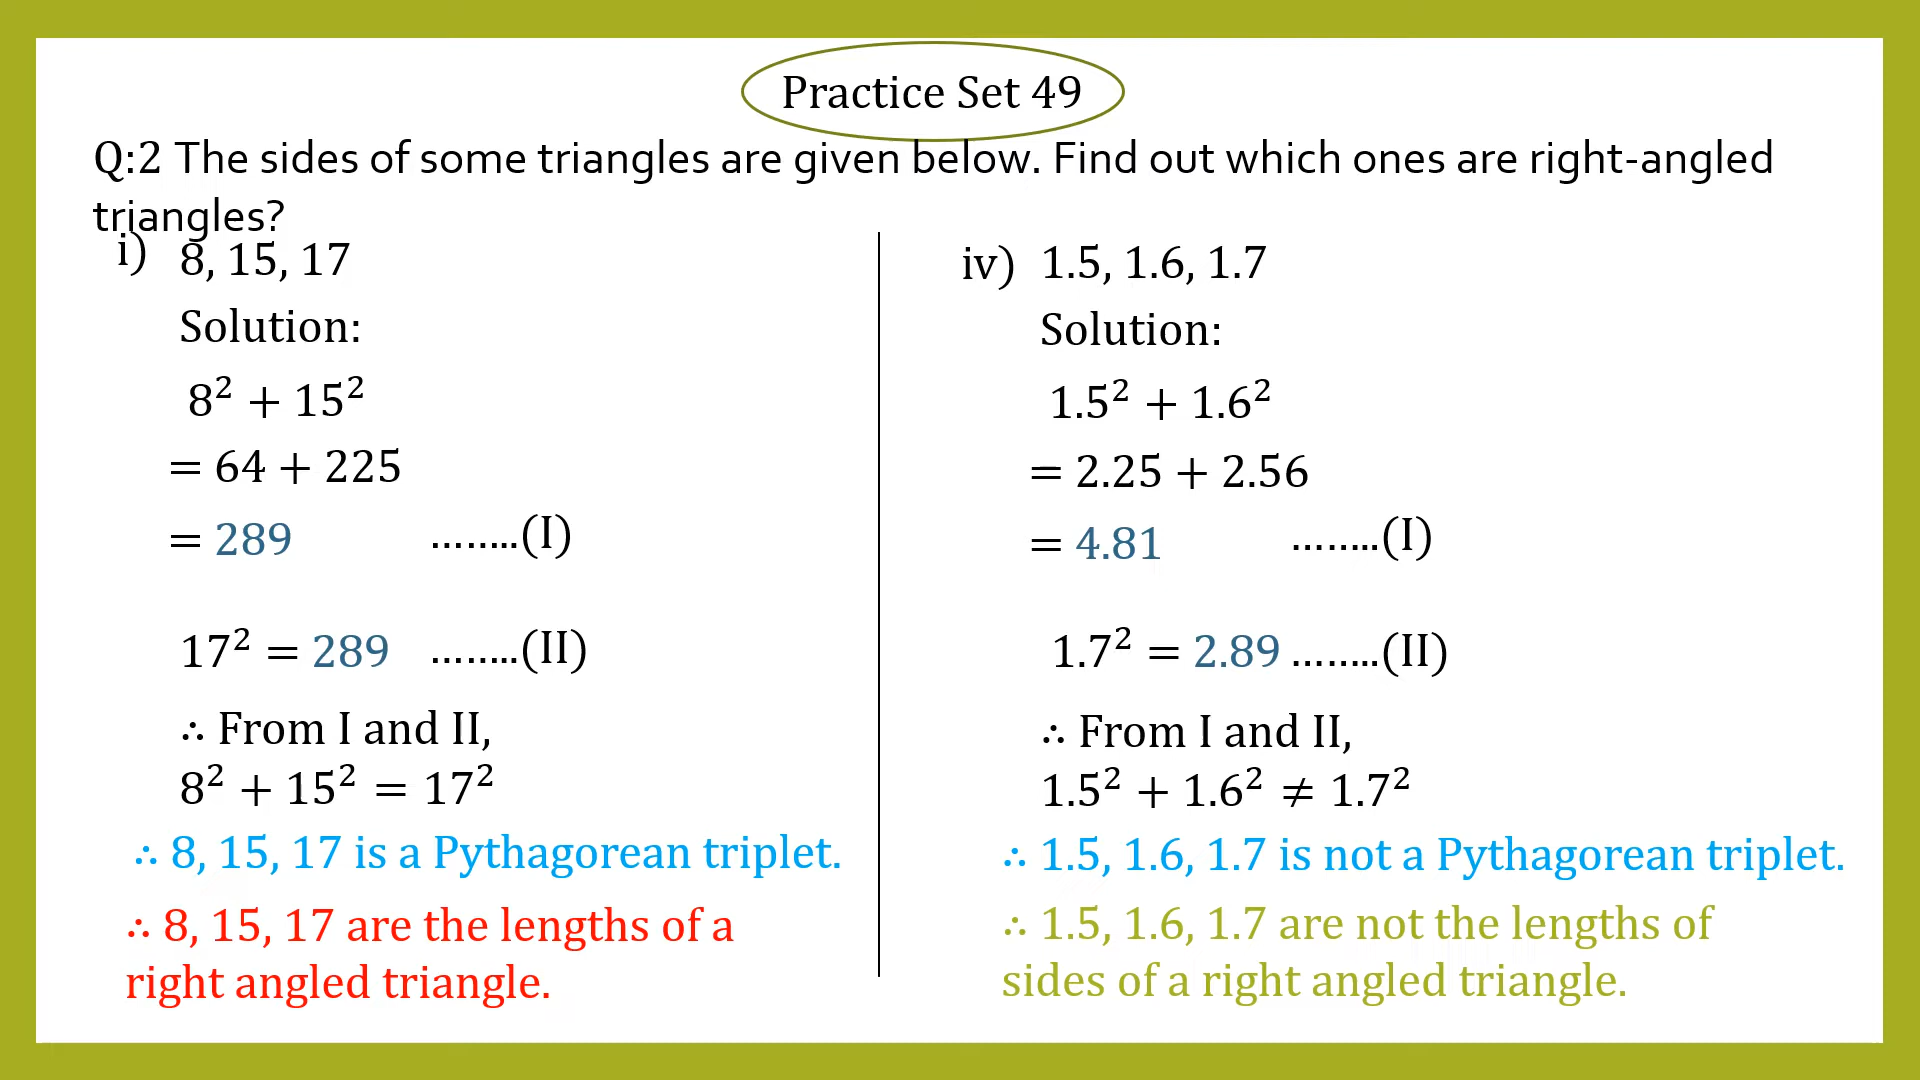 Practice Set 49
Q:2 The sides of some triangles are given below. Find out which ones are right-angled
triangles?
i) 8, 15, 17
Solution:
8² + 15²
= 64 + 225
= 289 ........(I)
17² = 289 ........(II)
∴ From I and II,
8² + 15² = 17²
∴ 8, 15, 17 is a Pythagorean triplet.
∴ 8, 15, 17 are the lengths of a
right angled triangle.
iv) 1.5, 1.6, 1.7
Solution:
1.5² + 1.6²
= 2.25 + 2.56
= 4.81 ........(I)
1.7² = 2.89 ........(II)
∴ From I and II,
1.5² + 1.6² ≠ 1.7²
∴ 1.5, 1.6, 1.7 is not a Pythagorean triplet.
∴ 1.5, 1.6, 1.7 are not the lengths of
sides of a right angled triangle.